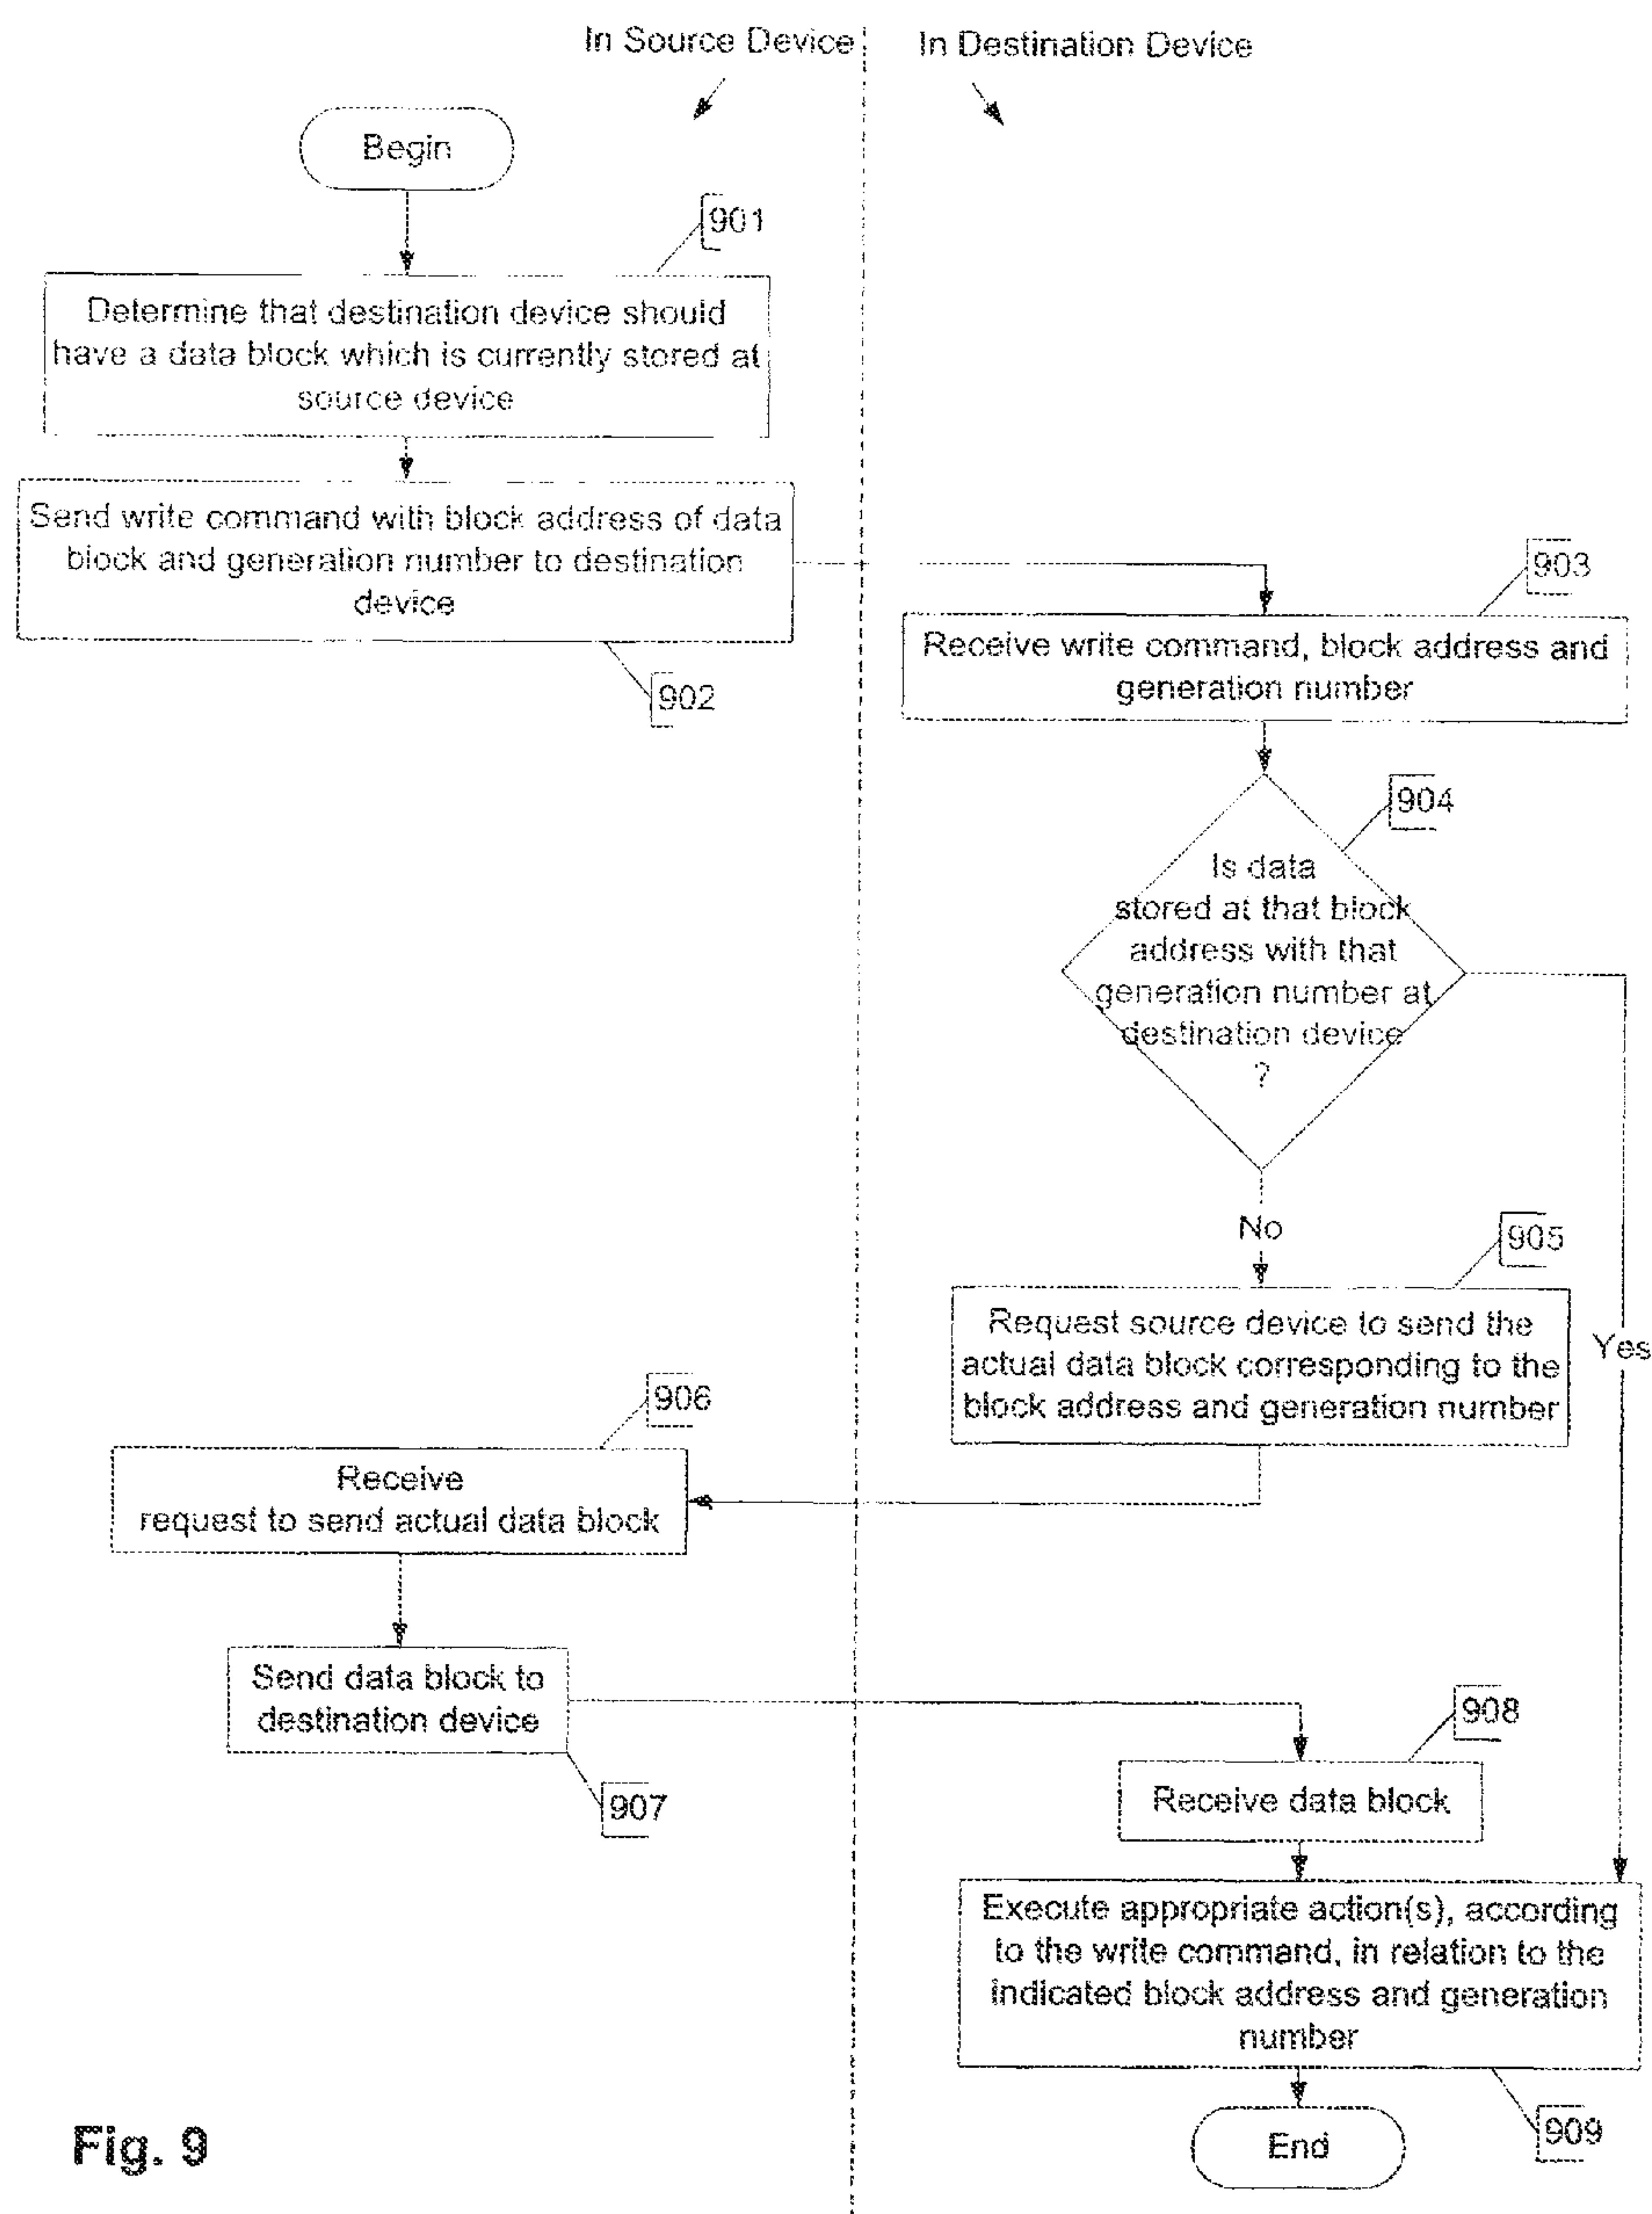 In Source Device
In Destination Device
Begin
901
Determine that destination device should
have a data block which is currently stored at
source device
Send write command with block address of data
block and generation number to destination
device
902
903
Receive write command, block address and
generation number
904
Is data
stored at that block
address with that
generation number at
destination device
?
No
Yes
905
Request source device to send the
actual data block corresponding to the
block address and generation number
906
Receive
request to send actual data block
Send data block to
destination device
907
908
Receive data block
Execute appropriate action(s), according
to the write command, in relation to the
indicated block address and generation
number
909
End
Fig. 9